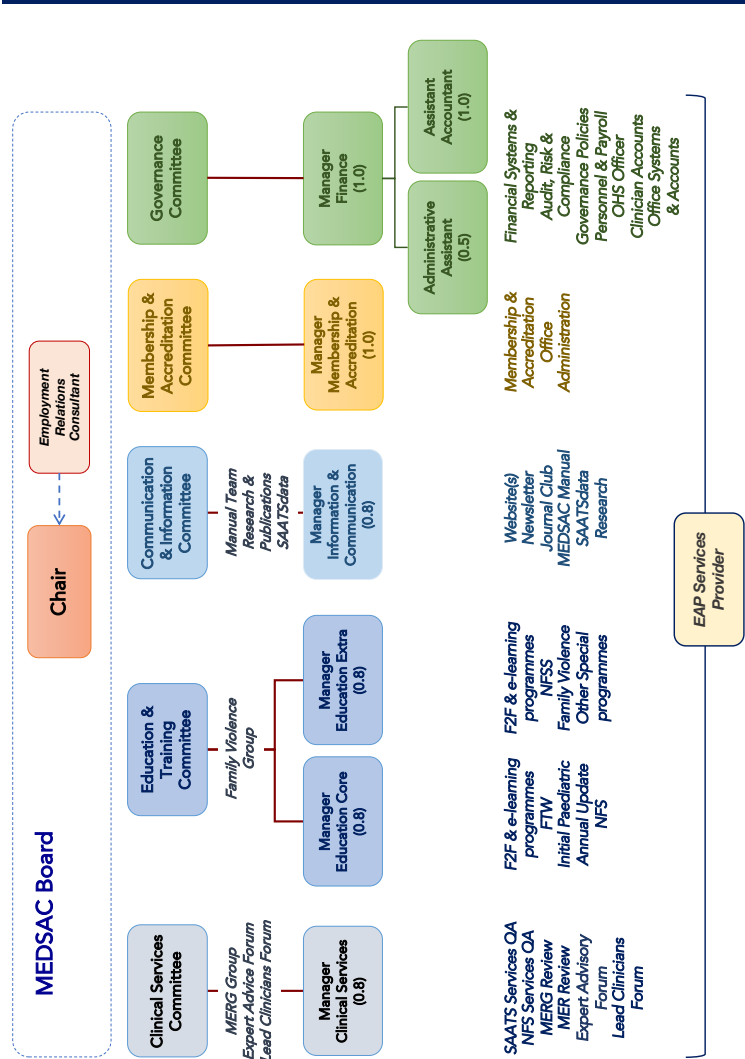 MEDSAC Board
Chair
Employment
Relations
Consultant
Clinical Services
Committee
Education &
Training
Committee
Communication
& Information
Committee
Membership &
Accreditation
Committee
Governance
Committee
MERG Group
Expert Advice Forum
Lead Clinicians Forum
Family Violence
Group
Manual Team
Research &
Publications
SAATSdata
Manager
Clinical Services
(0.8)
Manager
Education Core
(0.8)
Manager
Education Extra
(0.8)
Manager
Information &
Communication
(0.8)
Manager
Membership &
Accreditation
(1.0)
Manager
Finance
(1.0)
Administrative
Assistant
(0.5)
Assistant
Accountant
(1.0)
SAATS Services QA
NFS Services QA
MERG Review
MER Review
Expert Advisory
Forum
Lead Clinicians
Forum
F2F & e-learning
programmes
FTW
Initial Paediatric
Annual Update
NFS
F2F & e-learning
programmes
NFSS
Family Violence
Other Special
programmes
Website(s)
Newsletter
Journal Club
MEDSAC Manual
SAATSdata
Research
Membership &
Accreditation
Office
Administration
Financial Systems &
Reporting
Audit, Risk &
Compliance
Governance Policies
Personnel & Payroll
OHS Officer
Clinician Accounts
Office Systems
& Accounts
EAP Services
Provider